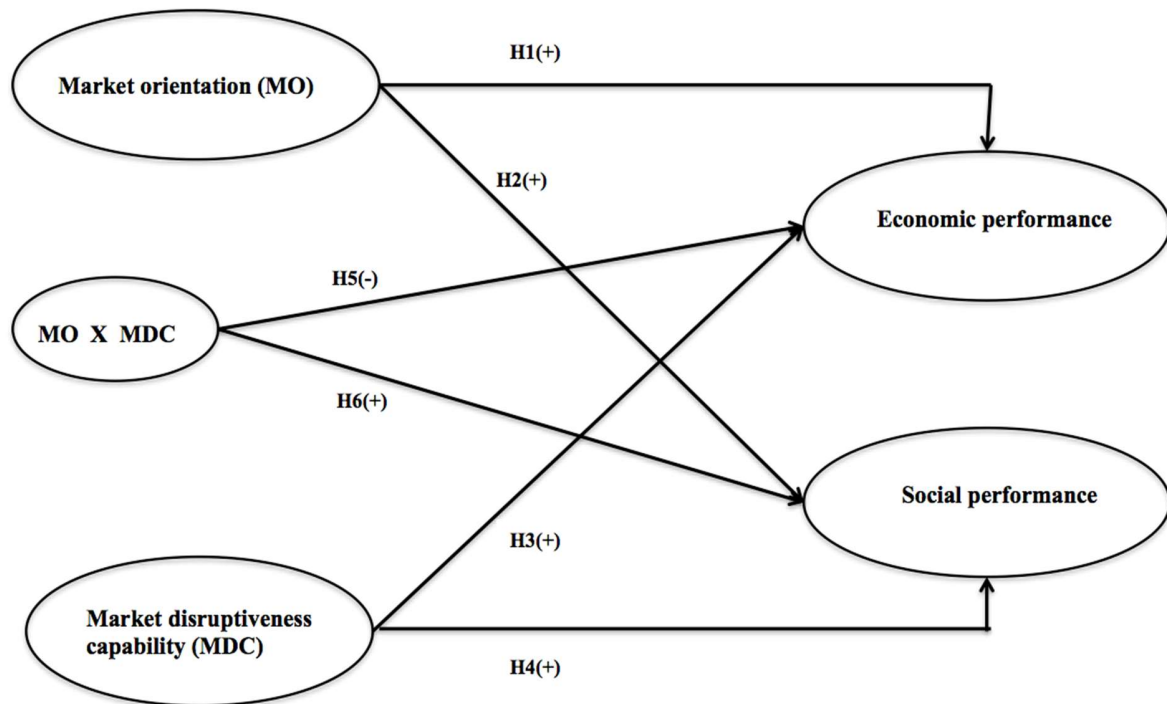 H1(+)
Market orientation (MO)
H2(+)
Economic performance
H5(-)
MO X MDC
H6(+)
Social performance
H3(+)
Market disruptiveness
capability (MDC)
H4(+)